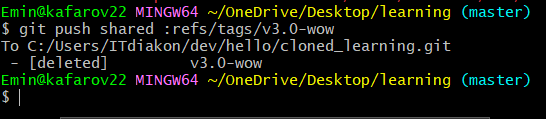 Emin@kafarov22 MINGW64 ~/OneDrive/Desktop/learning (master)
$ git push shared :refs/tags/v3.0-wow
To C:/Users/ITdiakon/dev/hello/cloned_learning.git
 - [deleted]         v3.0-wow
Emin@kafarov22 MINGW64 ~/OneDrive/Desktop/learning (master)
$